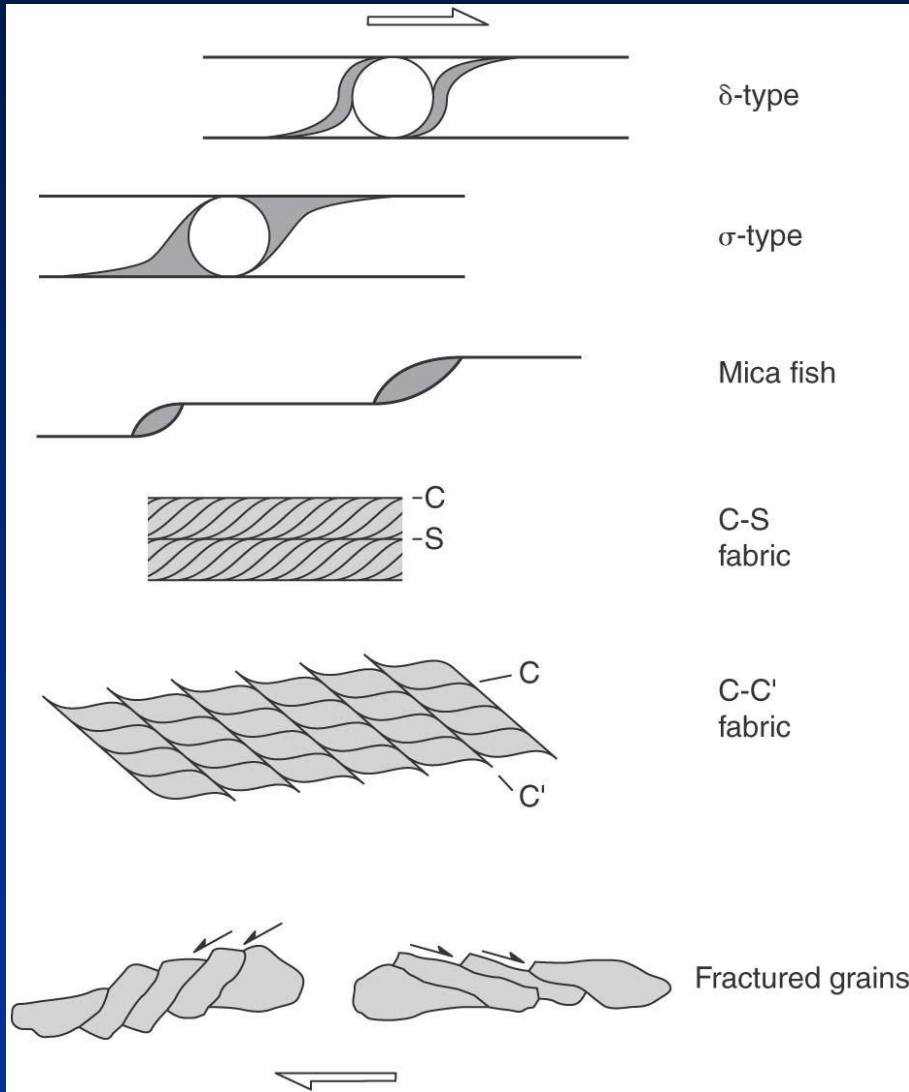 δ-type
σ-type
Mica fish
C
S
C-S
fabric
C
C-C'
fabric
C'
Fractured grains